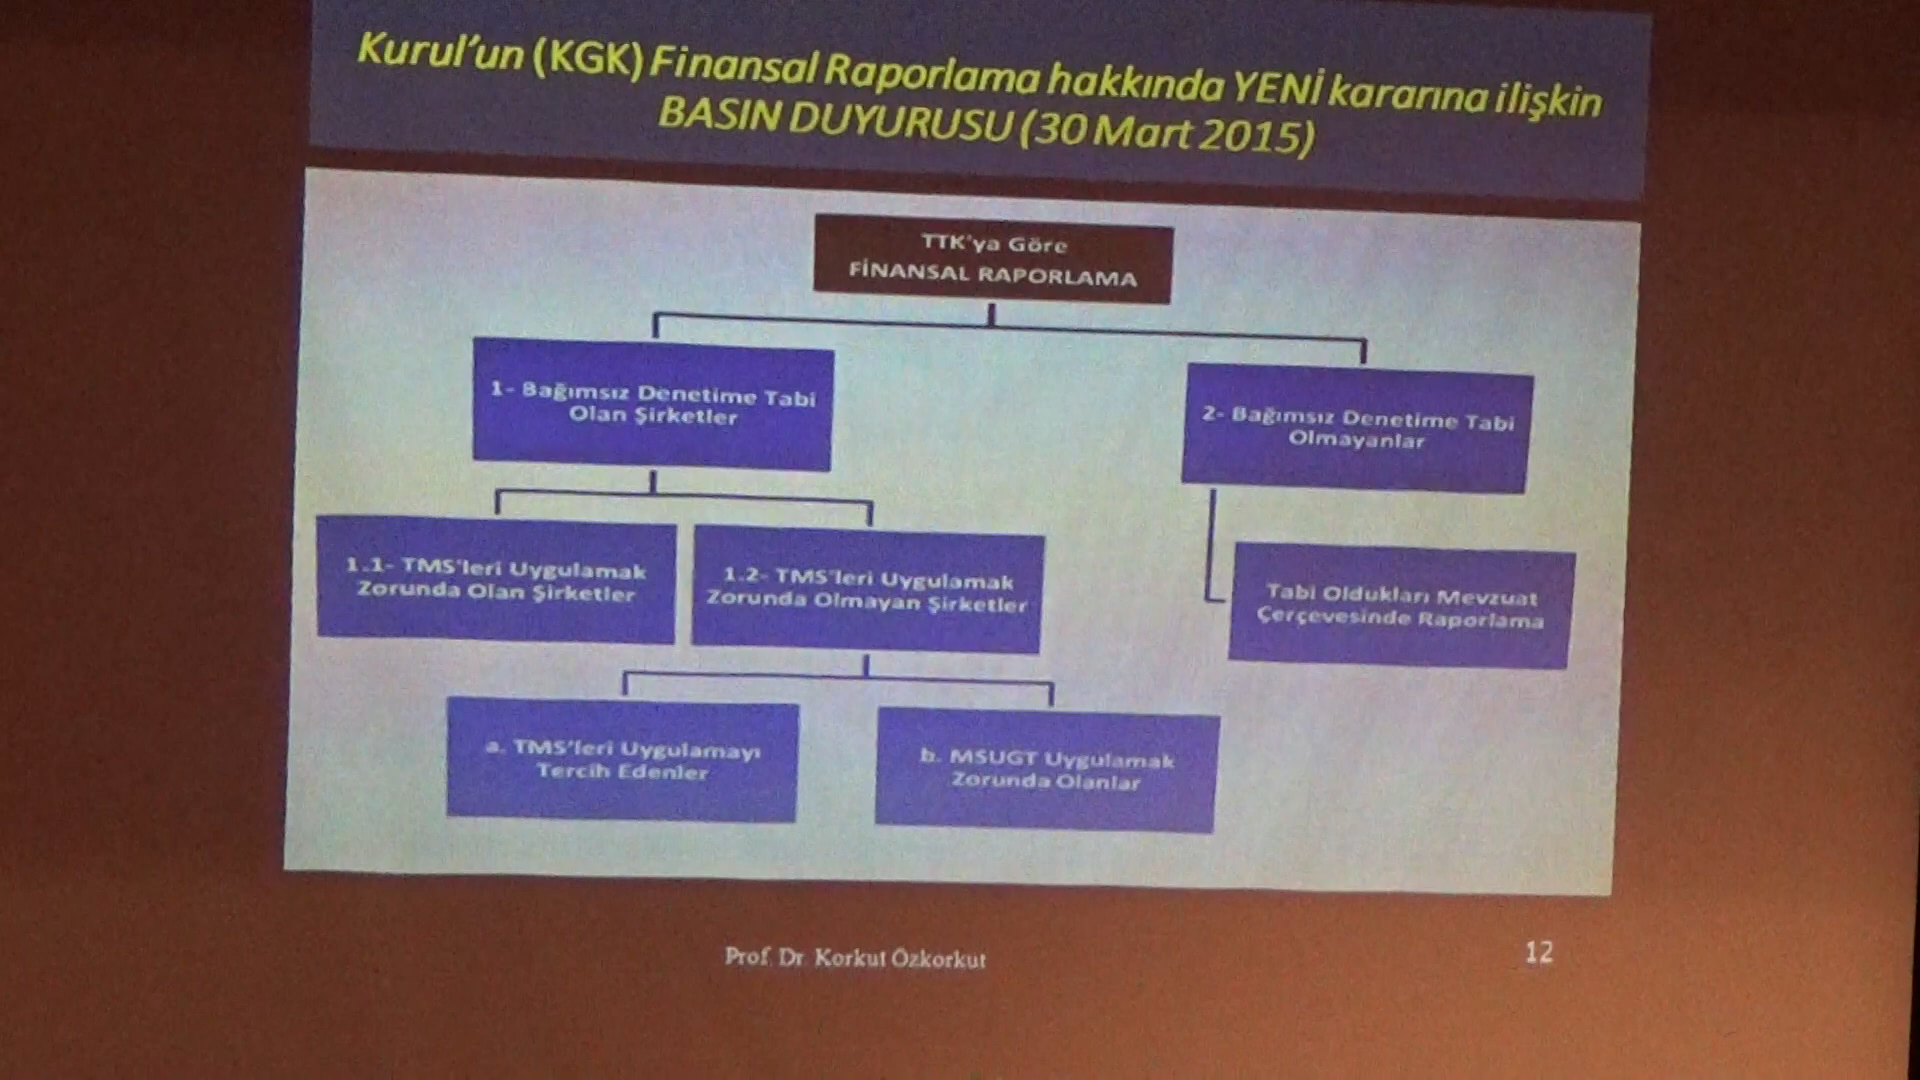 Kurul'un (KGK) Finansal Raporlama hakkında YENİ kararına ilişkin
BASIN DUYURUSU (30 Mart 2015)
TTK'ya Göre
FİNANSAL RAPORLAMA
1- Bağımsız Denetime Tabi
Olan Şirketler
2- Bağımsız Denetime Tabi
Olmayanlar
1.1- TMS'leri Uygulamak
Zorunda Olan Şirketler
1.2- TMS'leri Uygulamak
Zorunda Olmayan Şirketler
Tabi Oldukları Mevzuat
Çerçevesinde Raporlama
a. TMS'leri Uygulamayı
Tercih Edenler
b. MSUGT Uygulamak
Zorunda Olanlar
Prof. Dr. Korkut Özkorkut
12